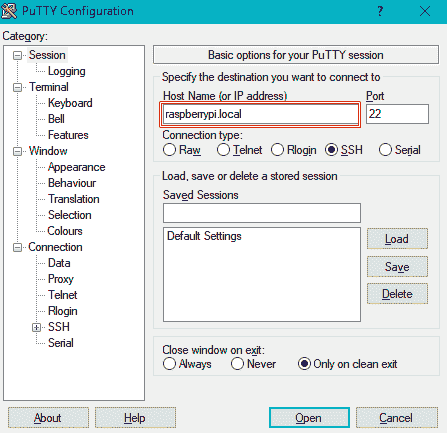 PuTTY Configuration
? X
Category:
Session
Logging
Terminal
Keyboard
Bell
Features
Window
Appearance
Behaviour
Translation
Selection
Colours
Connection
Data
Proxy
Telnet
Rlogin
SSH
Serial
Basic options for your PuTTY session
Specify the destination you want to connect to
Host Name (or IP address) Port
raspberrypi.local 22
Connection type:
Raw Telnet Rlogin SSH Serial
Load, save or delete a stored session
Saved Sessions
Default Settings
Load
Save
Delete
Close window on exit:
Always Never Only on clean exit
About Help Open Cancel